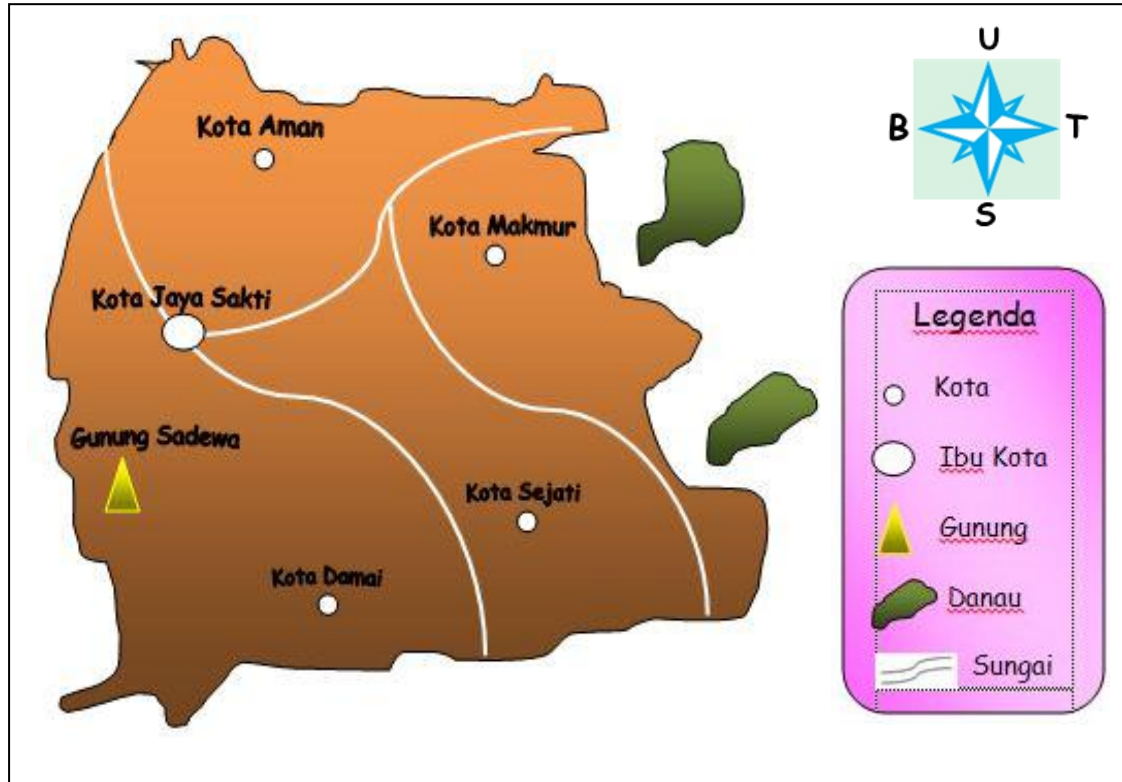 U
B
T
S
Kota Aman
Kota Makmur
Kota Jaya Sakti
Gunung Sadewa
Kota Sejati
Kota Damai
Legenda
Kota
Ibu Kota
Gunung
Danau
Sungai